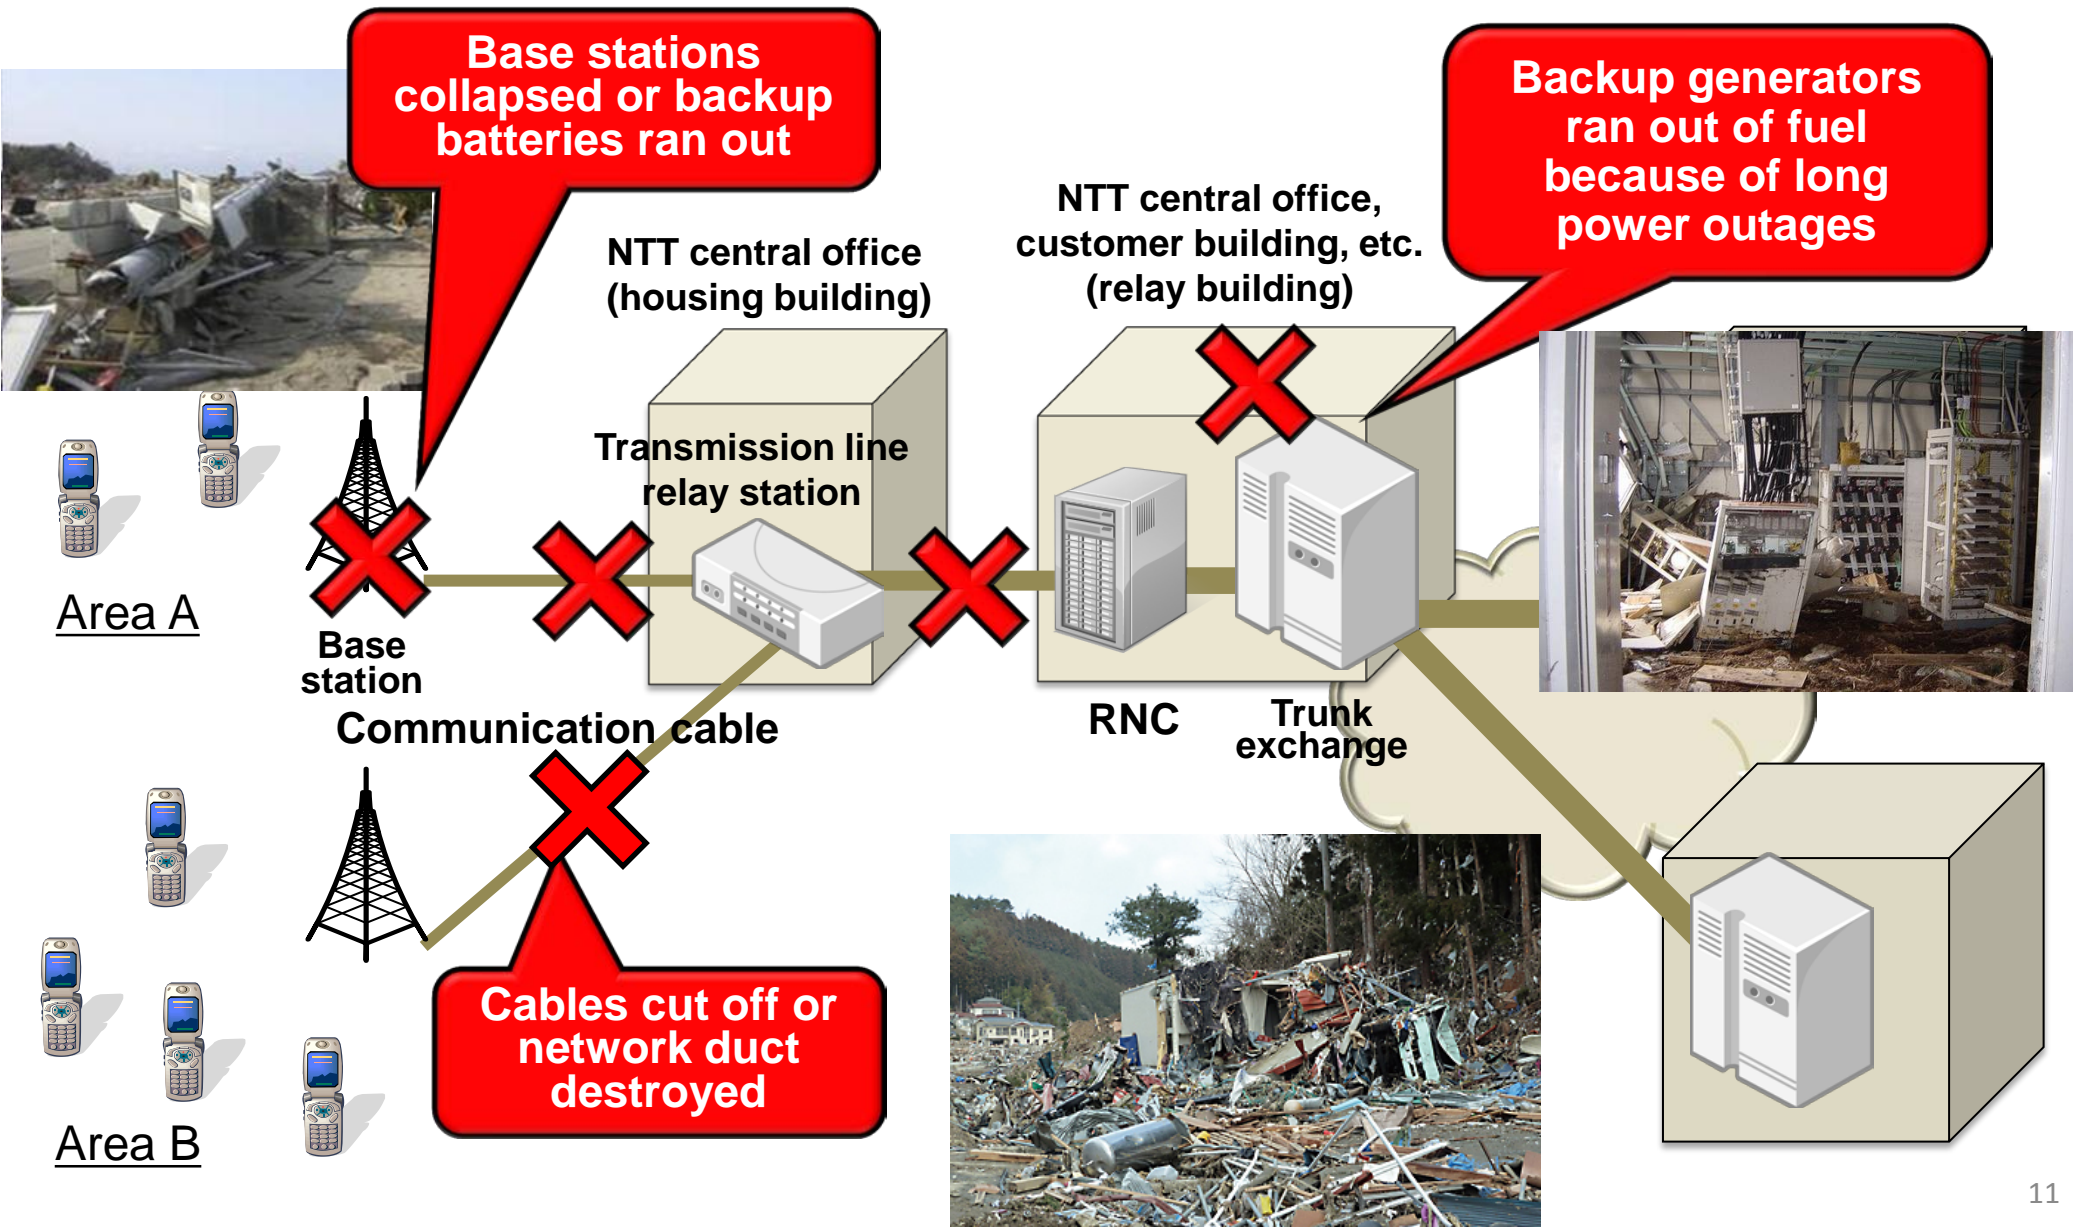 Base stations
collapsed or backup
batteries ran out
Backup generators
ran out of fuel
because of long
power outages
NTT central office,
customer building, etc.
(relay building)
NTT central office
(housing building)
Transmission line
relay station
Area A
Base
station
RNC
Trunk
exchange
Communication cable
Cables cut off or
network duct
destroyed
Area B
11